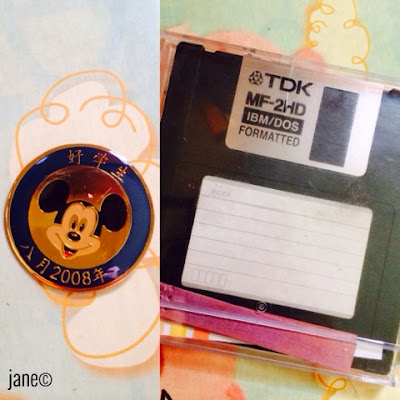 好学生
八月2008年
TDK
MF-2HD
IBM/DOS
FORMATTED
jane©